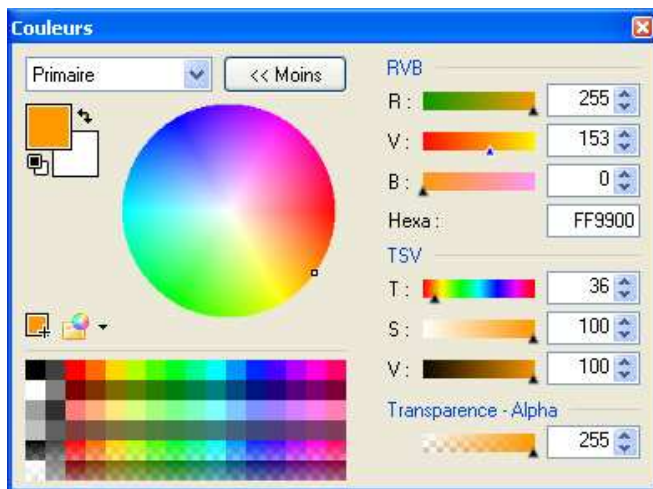 Couleurs
Primaire
<< Moins
RVB
R : 255
V : 153
B : 0
Hexa : FF9900
TSV
T : 36
S : 100
V : 100
Transparence - Alpha
255